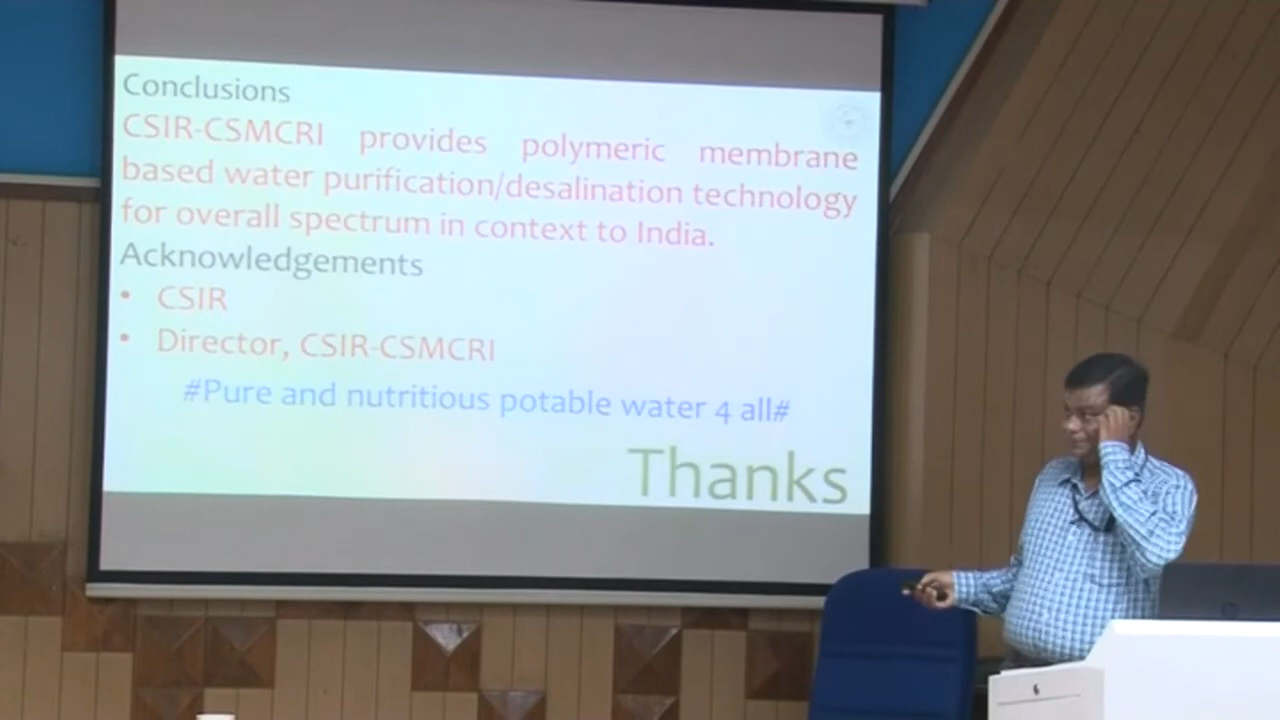 Conclusions
CSIR-CSMCRI provides polymeric membrane
based water purification/desalination technology
for overall spectrum in context to India.
Acknowledgements
• CSIR
• Director, CSIR-CSMCRI
#Pure and nutritious potable water 4 all#
Thanks